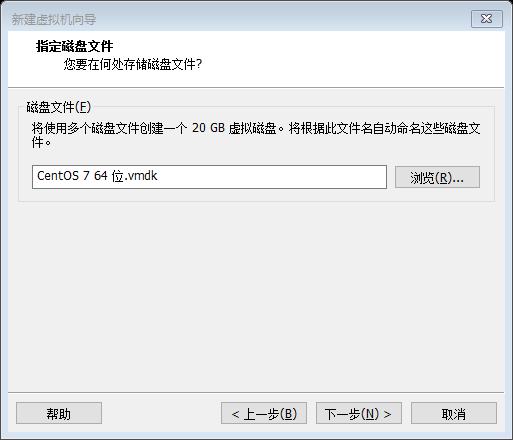 新建虚拟机向导
指定磁盘文件
您要在何处存储磁盘文件?
磁盘文件(F)
将使用多个磁盘文件创建一个 20 GB 虚拟磁盘。将根据此文件名自动命名这些磁盘文
件。
CentOS 7 64 位.vmdk
浏览(R)...
帮助
< 上一步(B)
下一步(N) >
取消